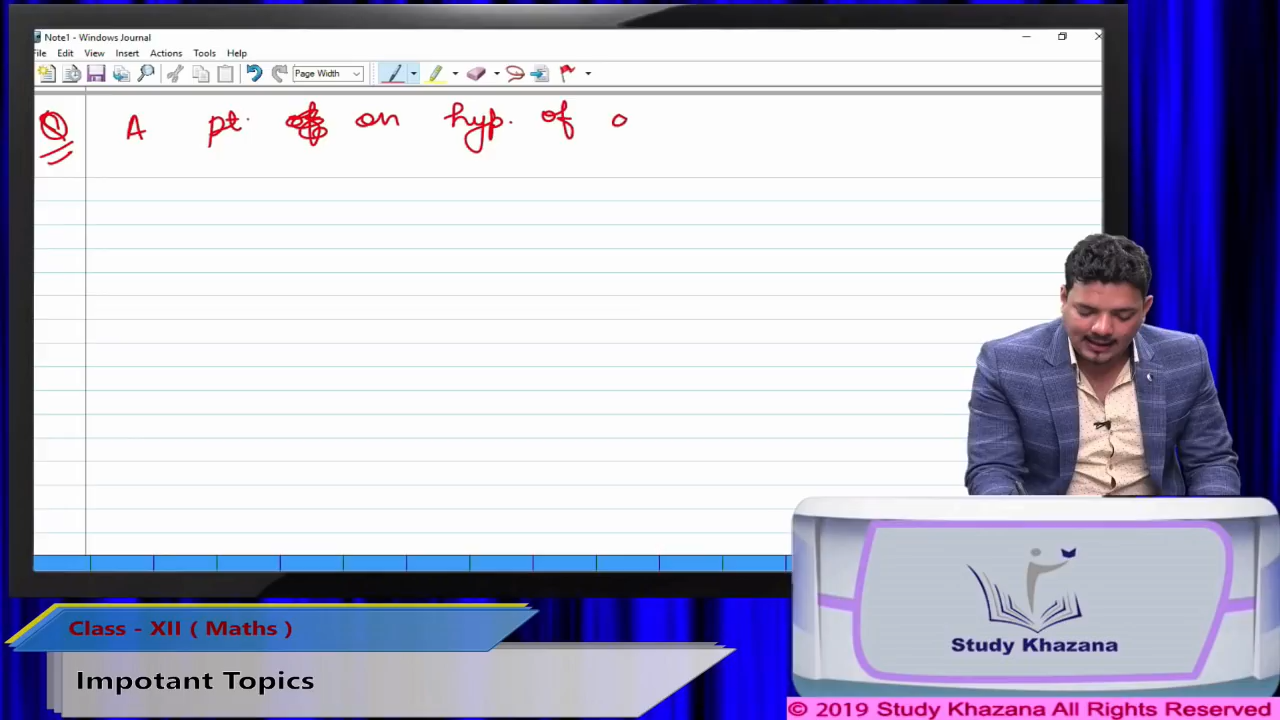 Note1 - Windows Journal
File Edit View Insert Actions Tools Help
Page Width
Q A pt. on hyp. of
Study Khazana
Class - XII ( Maths )
Impotant Topics
© 2019 Study Khazana All Rights Reserved